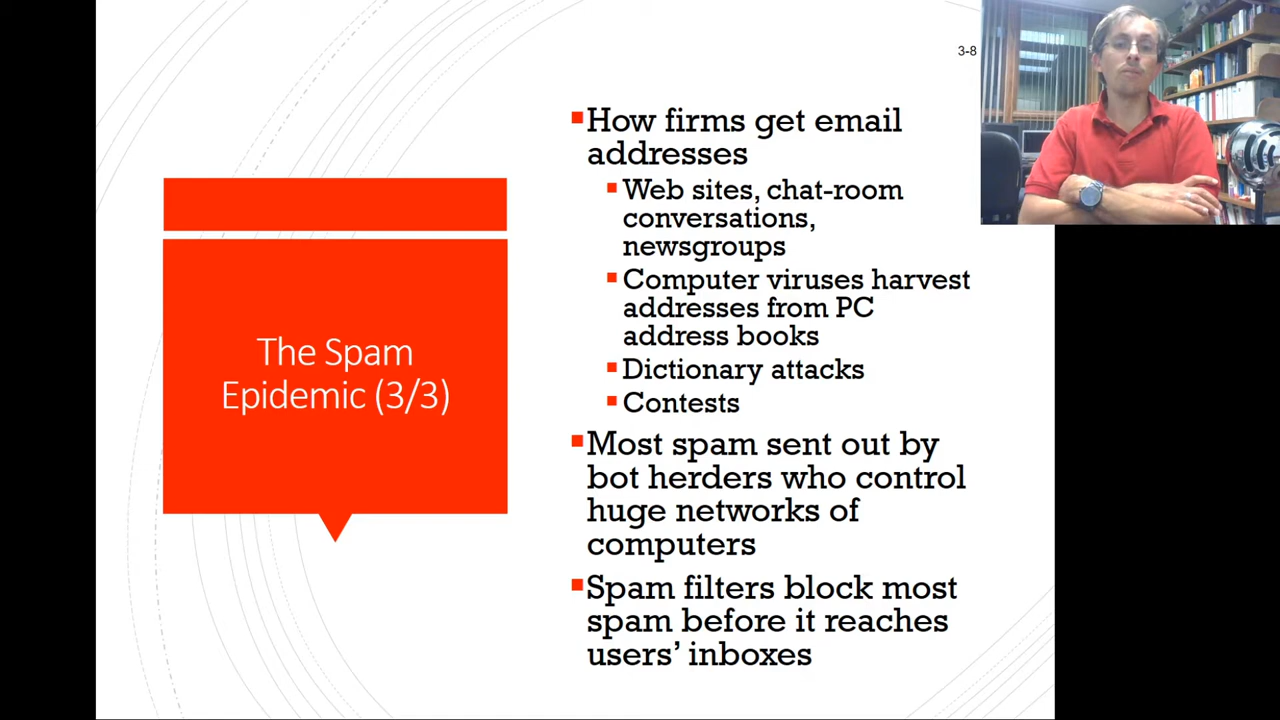 3-8
The Spam
Epidemic (3/3)
How firms get email
addresses
Web sites, chat-room
conversations,
newsgroups
Computer viruses harvest
addresses from PC
address books
Dictionary attacks
Contests
Most spam sent out by
bot herders who control
huge networks of
computers
Spam filters block most
spam before it reaches
users’ inboxes